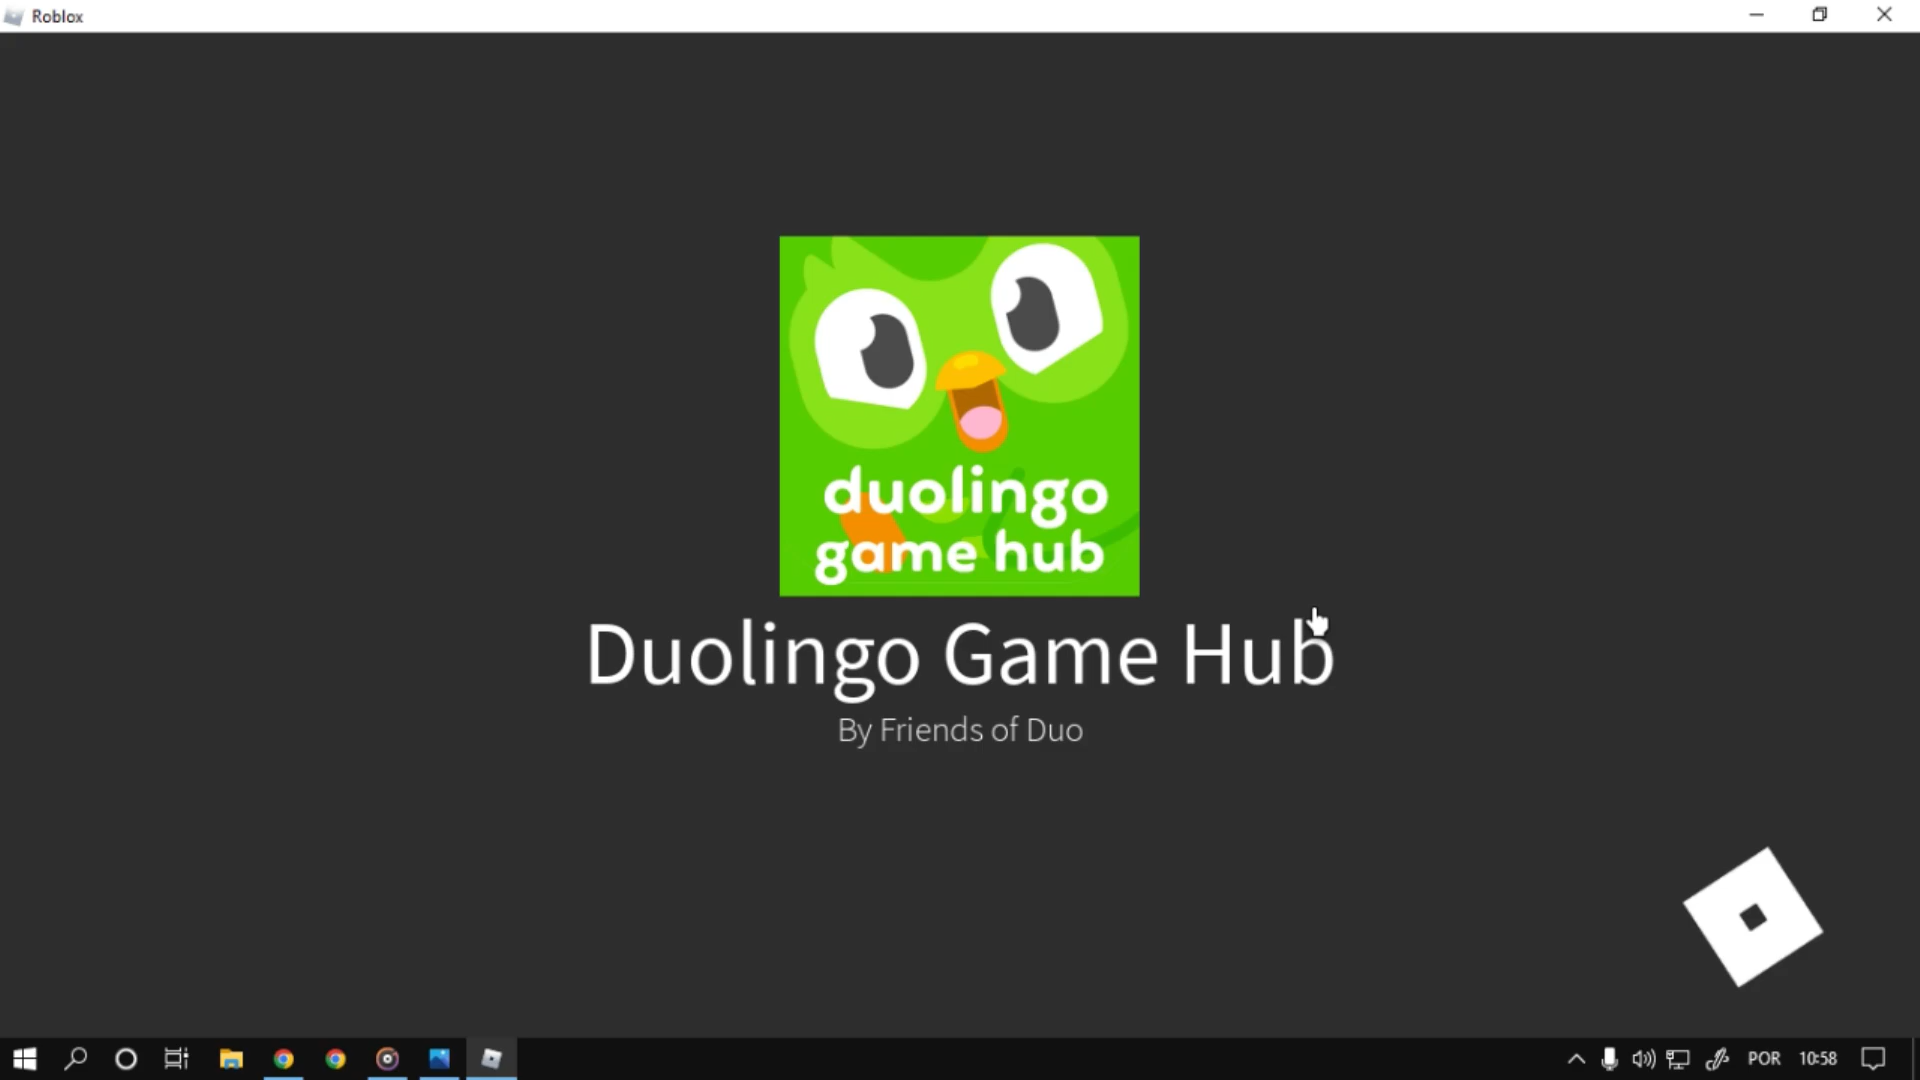 Roblox
duolingo
game hub
Duolingo Game Hub
By Friends of Duo
POR 10:58